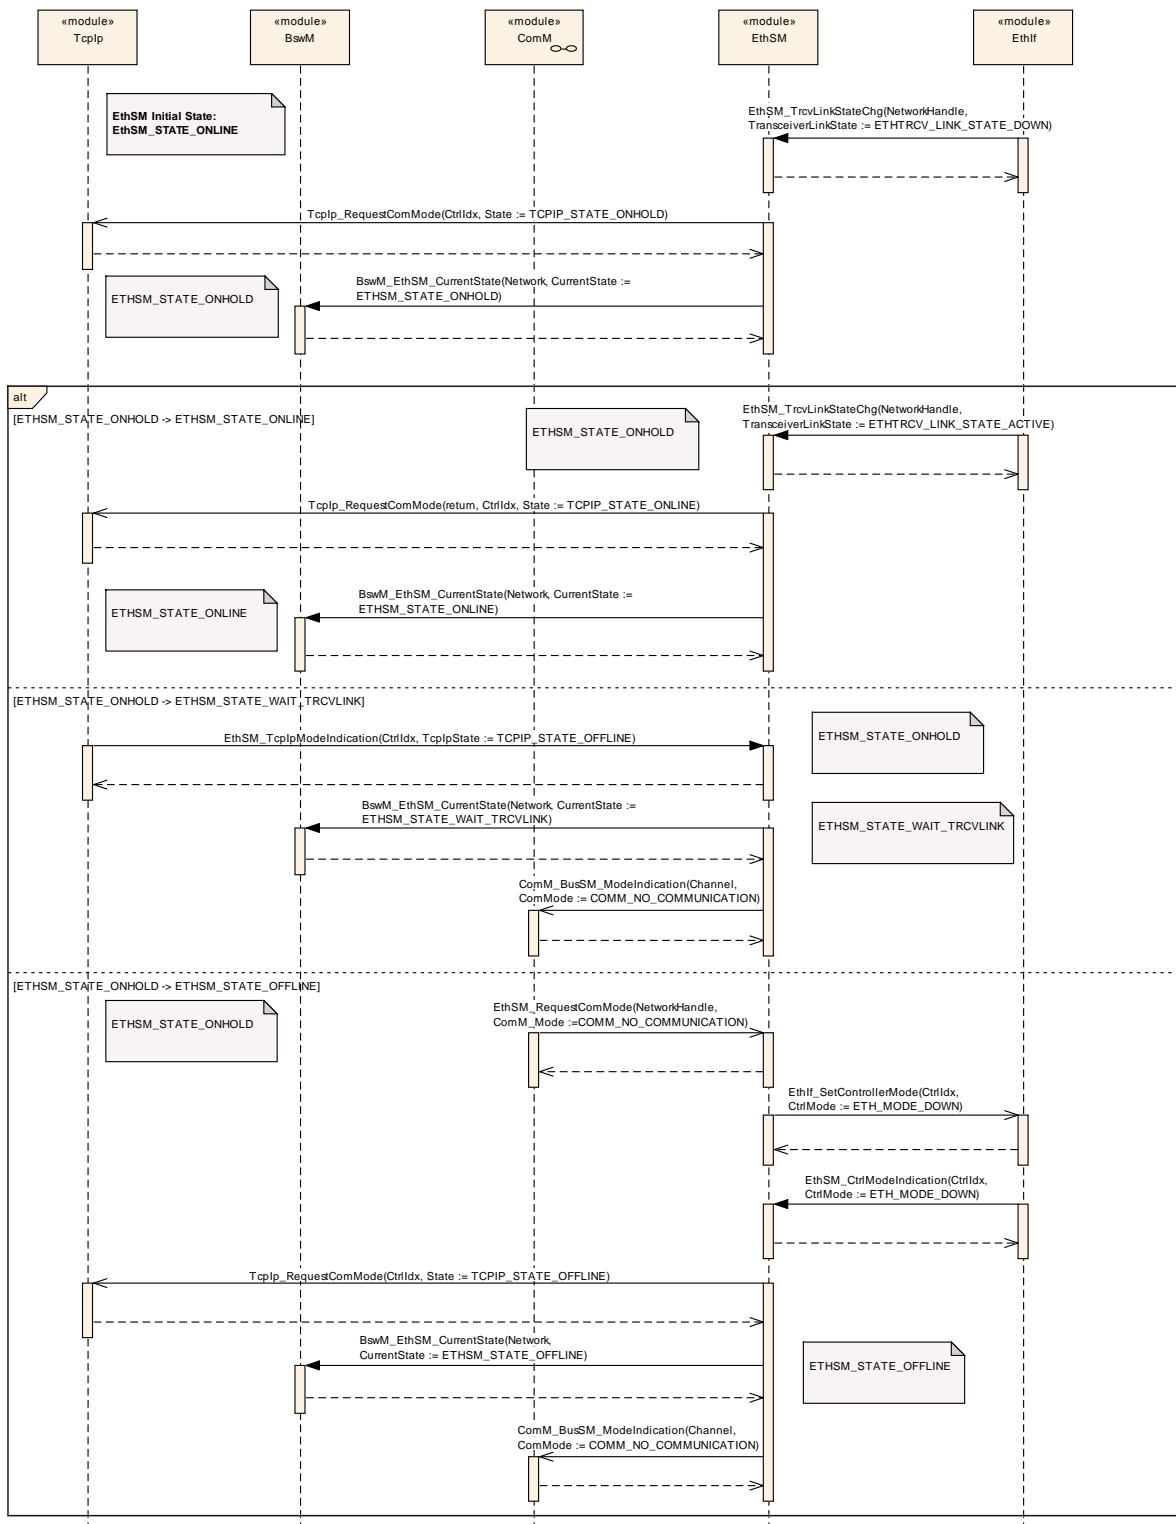 «module»
TcpIp
«module»
BswM
«module»
ComM
«module»
EthSM
«module»
EthIf
EthSM Initial State:
EthSM_STATE_ONLINE
EthSM_TrcvLinkStateChg(NetworkHandle,
TransceiverLinkState := ETHTRCV_LINK_STATE_DOWN)
TcpIp_RequestComMode(CtrlIdx, State := TCPIP_STATE_ONHOLD)
ETHSM_STATE_ONHOLD
BswM_EthSM_CurrentState(Network, CurrentState :=
ETHSM_STATE_ONHOLD)
alt
[ETHSM_STATE_ONHOLD -> ETHSM_STATE_ONLINE]
ETHSM_STATE_ONHOLD
EthSM_TrcvLinkStateChg(NetworkHandle,
TransceiverLinkState := ETHTRCV_LINK_STATE_ACTIVE)
TcpIp_RequestComMode(return, CtrlIdx, State := TCPIP_STATE_ONLINE)
ETHSM_STATE_ONLINE
BswM_EthSM_CurrentState(Network, CurrentState :=
ETHSM_STATE_ONLINE)
[ETHSM_STATE_ONHOLD -> ETHSM_STATE_WAIT_TRCVLINK]
EthSM_TcpIpModeIndication(CtrlIdx, TcpIpState := TCPIP_STATE_OFFLINE)
ETHSM_STATE_ONHOLD
BswM_EthSM_CurrentState(Network, CurrentState :=
ETHSM_STATE_WAIT_TRCVLINK)
ETHSM_STATE_WAIT_TRCVLINK
ComM_BusSM_ModeIndication(Channel,
ComMode := COMM_NO_COMMUNICATION)
[ETHSM_STATE_ONHOLD -> ETHSM_STATE_OFFLINE]
ETHSM_STATE_ONHOLD
EthSM_RequestComMode(NetworkHandle,
ComM_Mode :=COMM_NO_COMMUNICATION)
EthIf_SetControllerMode(CtrlIdx,
CtrlMode := ETH_MODE_DOWN)
EthSM_CtrlModeIndication(CtrlIdx,
CtrlMode := ETH_MODE_DOWN)
TcpIp_RequestComMode(CtrlIdx, State := TCPIP_STATE_OFFLINE)
BswM_EthSM_CurrentState(Network,
CurrentState := ETHSM_STATE_OFFLINE)
ETHSM_STATE_OFFLINE
ComM_BusSM_ModeIndication(Channel,
ComMode := COMM_NO_COMMUNICATION)